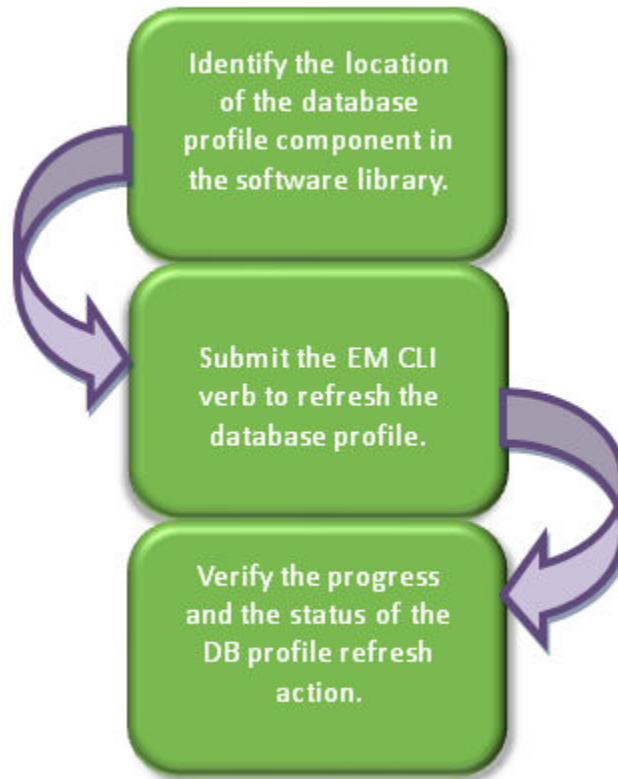 Identify the location
of the database
profile component in
the software library.
Submit the EM CLI
verb to refresh the
database profile.
Verify the progress
and the status of the
DB profile refresh
action.